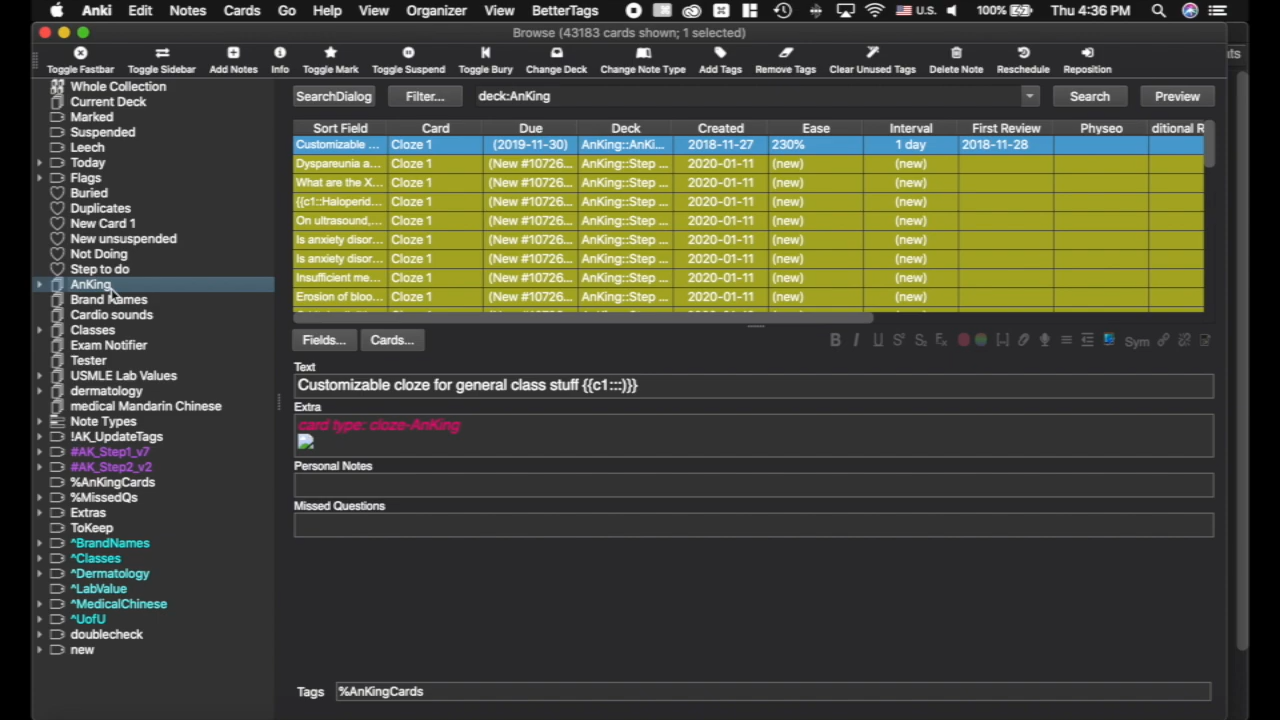 Anki Edit Notes Cards Go Help View Organizer View BetterTags U.S. 100% Thu 4:36 PM
Browse (43183 cards shown; 1 selected)
Toggle Fastbar Toggle Sidebar Add Notes Info Toggle Mark Toggle Suspend Toggle Bury Change Deck Change Note Type Add Tags Remove Tags Clear Unused Tags Delete Note Reschedule Reposition
Whole Collection
Current Deck
Marked
Suspended
Leech
Today
Flags
Buried
Duplicates
New Card 1
New unsuspended
Not Doing
Step to do
AnKing
Brand Names
Cardio sounds
Classes
Exam Notifier
Tester
USMLE Lab Values
dermatology
medical Mandarin Chinese
Note Types
!AK_UpdateTags
#AK_Step1_v7
#AK_Step2_v2
%AnKingCards
%MissedQs
Extras
ToKeep
^BrandNames
^Classes
^Dermatology
^LabValue
^MedicalChinese
^UofU
doublecheck
new
SearchDialog Filter... deck:AnKing Search Preview
Sort Field Card Due Deck Created Ease Interval First Review Physeo ditional R
Customizable ... Cloze 1 (2019-11-30) AnKing::AnKi... 2018-11-27 230% 1 day 2018-11-28
Dyspareunia a... Cloze 1 (New #10726... AnKing::Step ... 2020-01-11 (new) (new)
What are the X... Cloze 1 (New #10726... AnKing::Step ... 2020-01-11 (new) (new)
{{c1::Haloperid... Cloze 1 (New #10726... AnKing::Step ... 2020-01-11 (new) (new)
On ultrasound,... Cloze 1 (New #10726... AnKing::Step ... 2020-01-11 (new) (new)
Is anxiety disor... Cloze 1 (New #10726... AnKing::Step ... 2020-01-11 (new) (new)
Is anxiety disor... Cloze 1 (New #10726... AnKing::Step ... 2020-01-11 (new) (new)
Insufficient me... Cloze 1 (New #10726... AnKing::Step ... 2020-01-11 (new) (new)
Erosion of bloo... Cloze 1 (New #10726... AnKing::Step ... 2020-01-11 (new) (new)
Fields... Cards... B I U S² S₂ Ex [...] Sym
Text
Customizable cloze for general class stuff {{c1:::)}}
Extra
card type: cloze-AnKing
Personal Notes
Missed Questions
Tags %AnKingCards